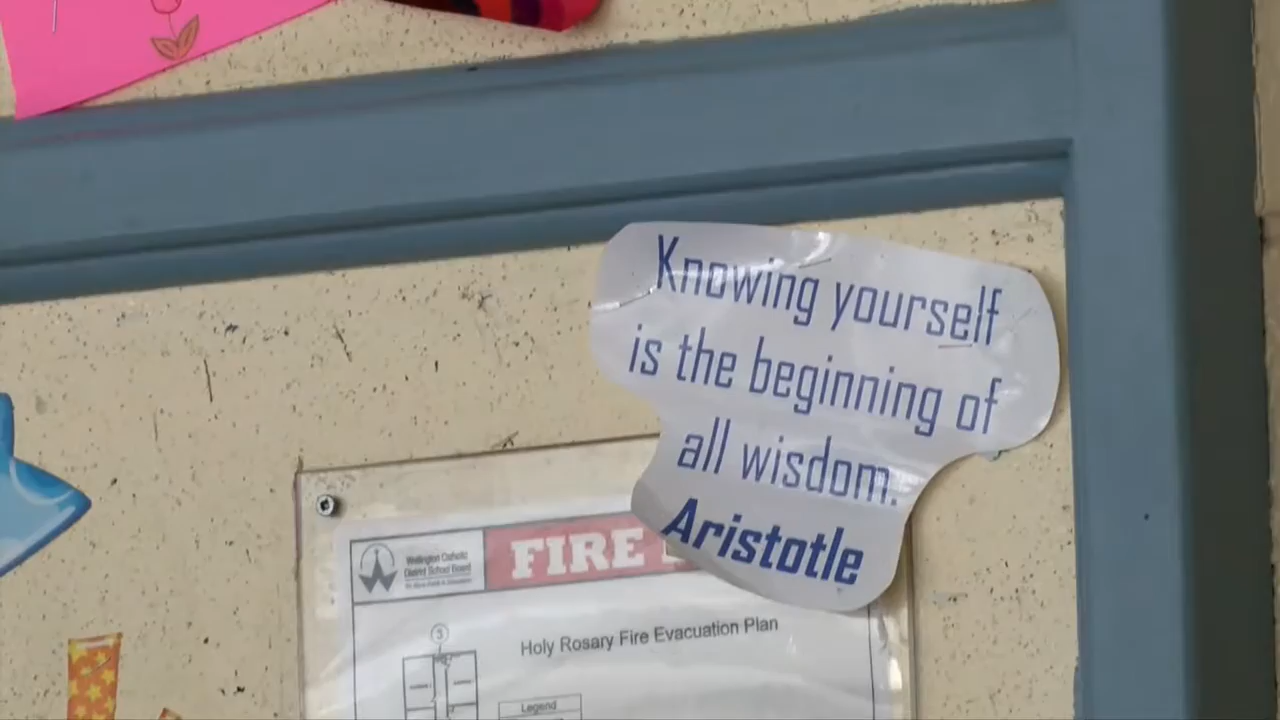 Knowing yourself
is the beginning of
all wisdom.
Aristotle
Wellington Catholic
District School Board
FIRE
Holy Rosary Fire Evacuation Plan
3
Legend